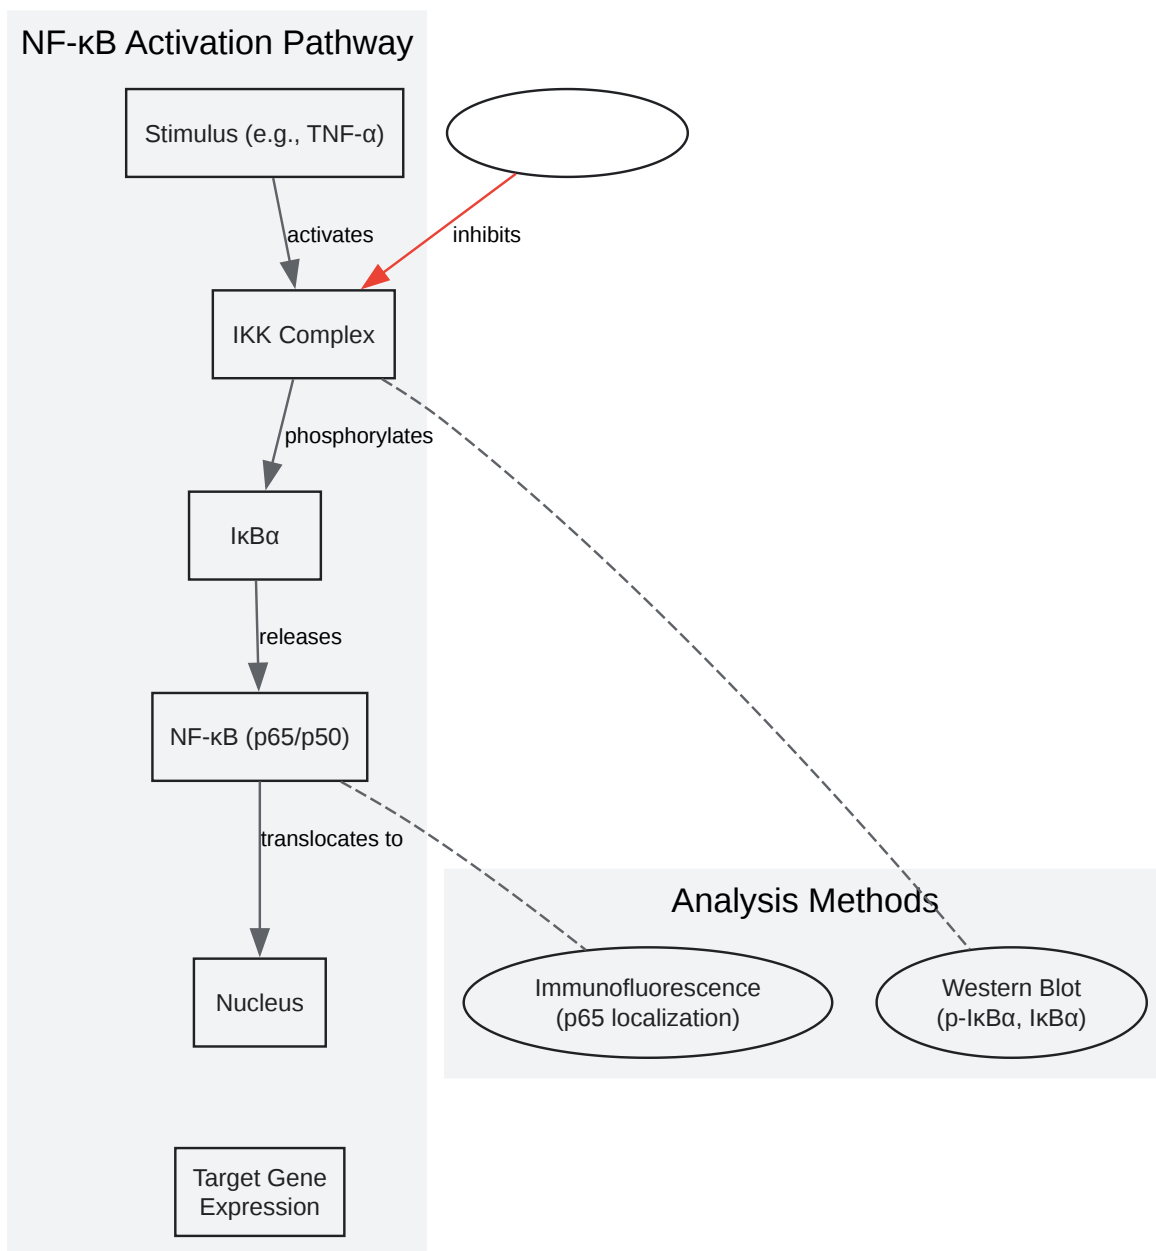 NF-κB Activation Pathway
Stimulus (e.g., TNF-α)
activates
inhibits
IKK Complex
phosphorylates
IκBα
releases
NF-κB (p65/p50)
translocates to
Analysis Methods
Immunofluorescence
(p65 localization)
Western Blot
(p-IκBα, IκBα)
Nucleus
Target Gene
Expression